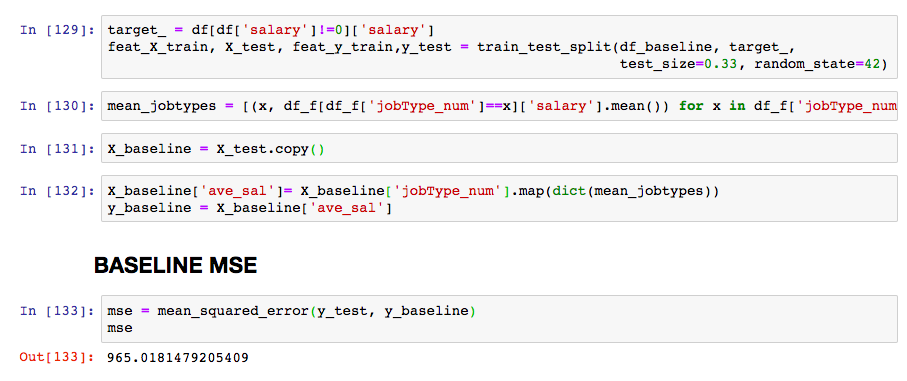 In [129]: target_ = df[df['salary']!=0]['salary']
feat_X_train, X_test, feat_y_train,y_test = train_test_split(df_baseline, target_,
test_size=0.33, random_state=42)
In [130]: mean_jobtypes = [(x, df_f[df_f['jobType_num']==x]['salary'].mean()) for x in df_f['jobType_num
In [131]: X_baseline = X_test.copy()
In [132]: X_baseline['ave_sal']= X_baseline['jobType_num'].map(dict(mean_jobtypes))
y_baseline = X_baseline['ave_sal']
BASELINE MSE
In [133]: mse = mean_squared_error(y_test, y_baseline)
mse
Out[133]: 965.0181479205409